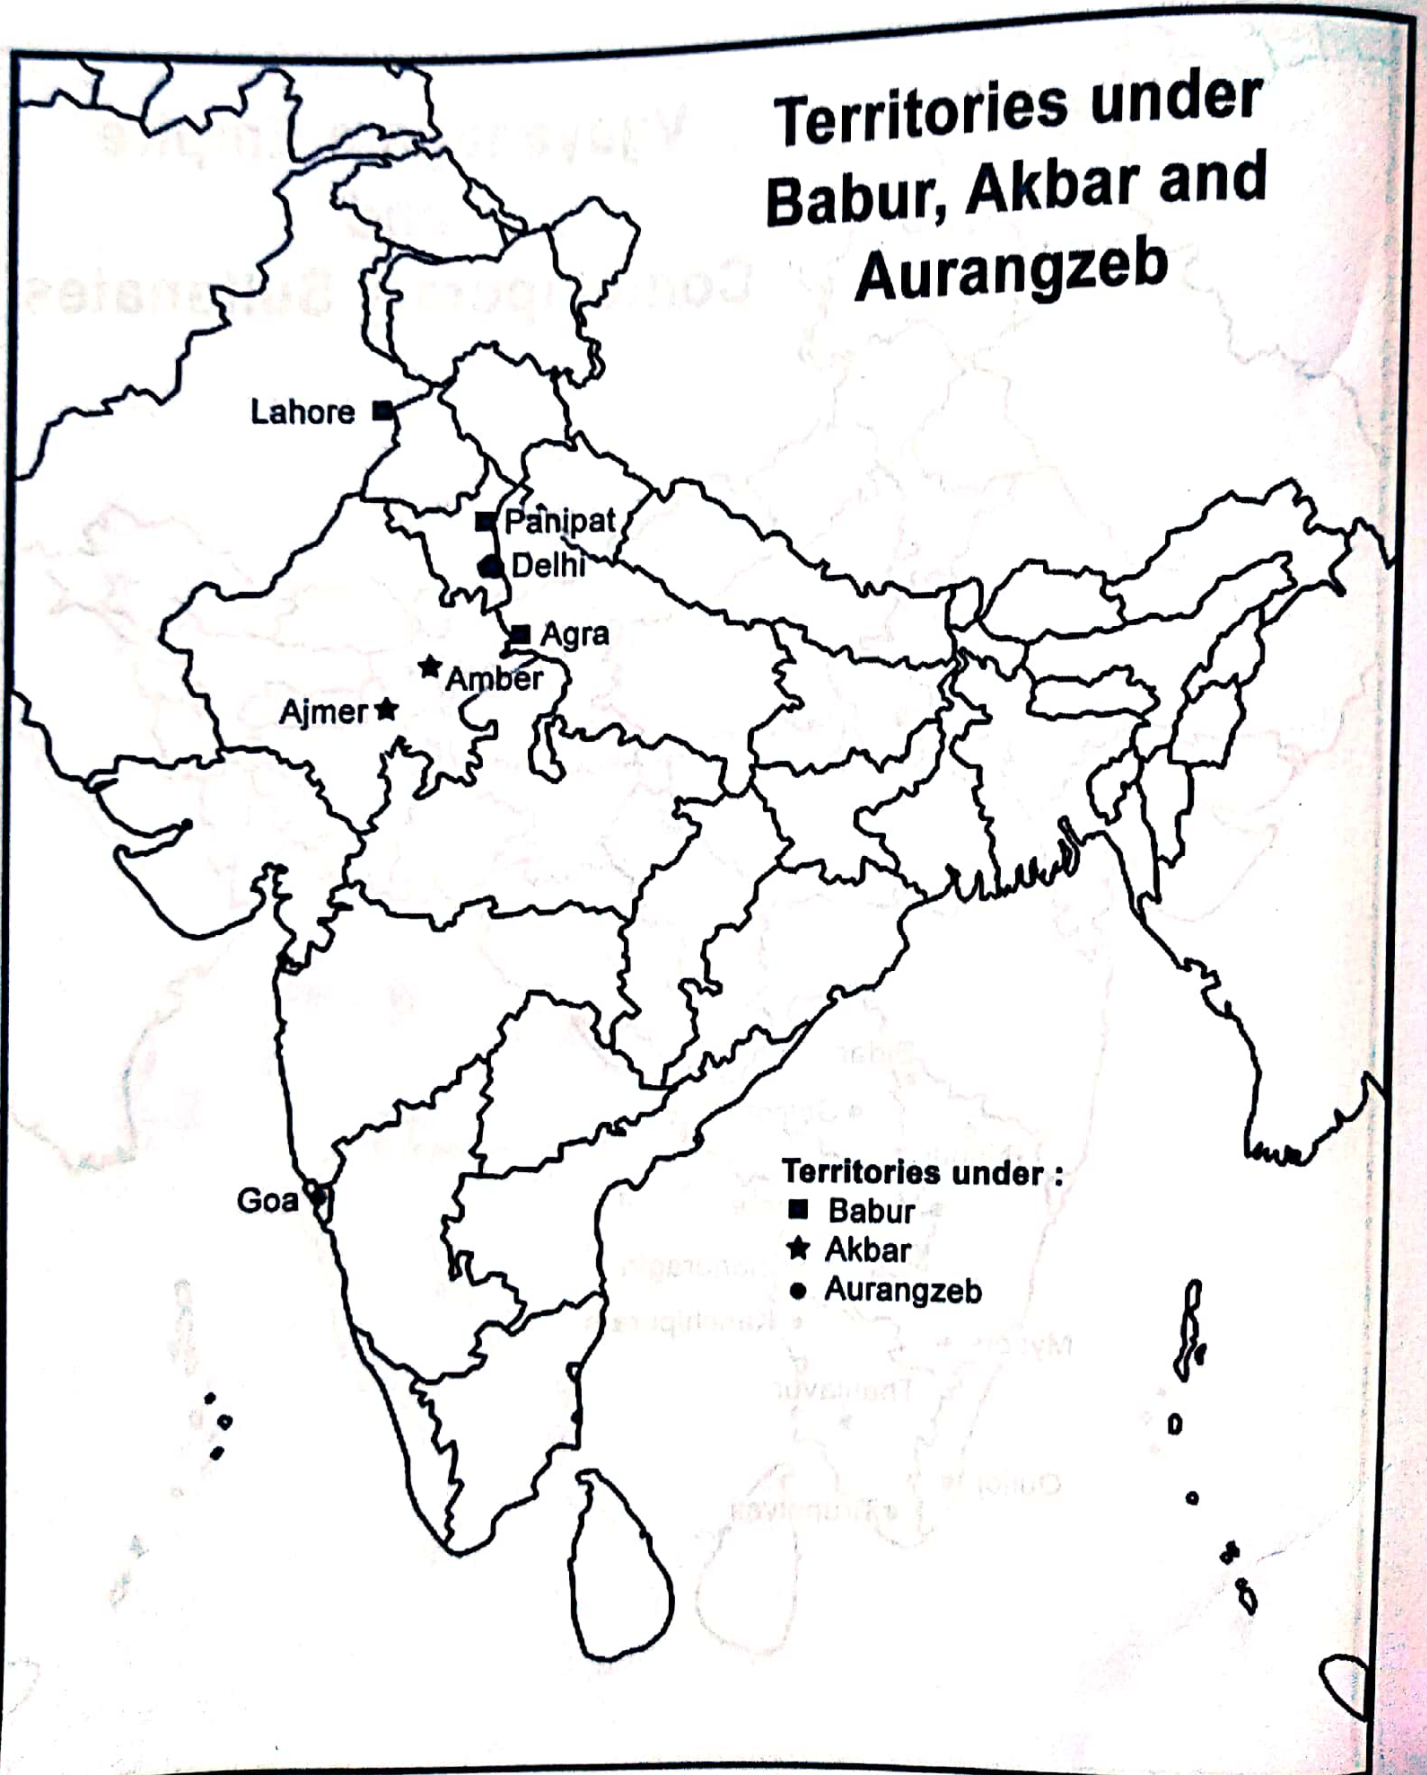 Territories under
Babur, Akbar and
Aurangzeb
Lahore
Panipat
Delhi
Agra
Amber
Ajmer
Goa
Territories under :
Babur
Akbar
Aurangzeb